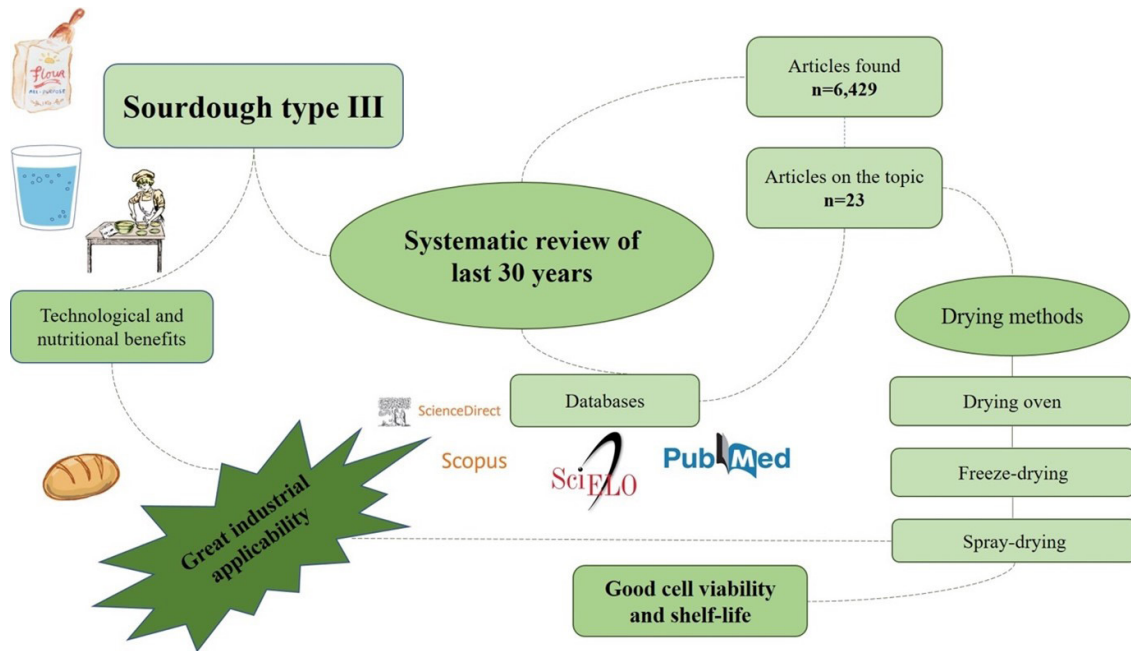 Flour
ALL-PURPOSE
Sourdough type III
Articles found
n=6,429
Articles on the topic
n=23
Systematic review of
last 30 years
Technological and
nutritional benefits
Drying methods
Databases
Drying oven
ScienceDirect
Scopus
SciELO
PubMed
Freeze-drying
Great industrial
applicability
Spray-drying
Good cell viability
and shelf-life